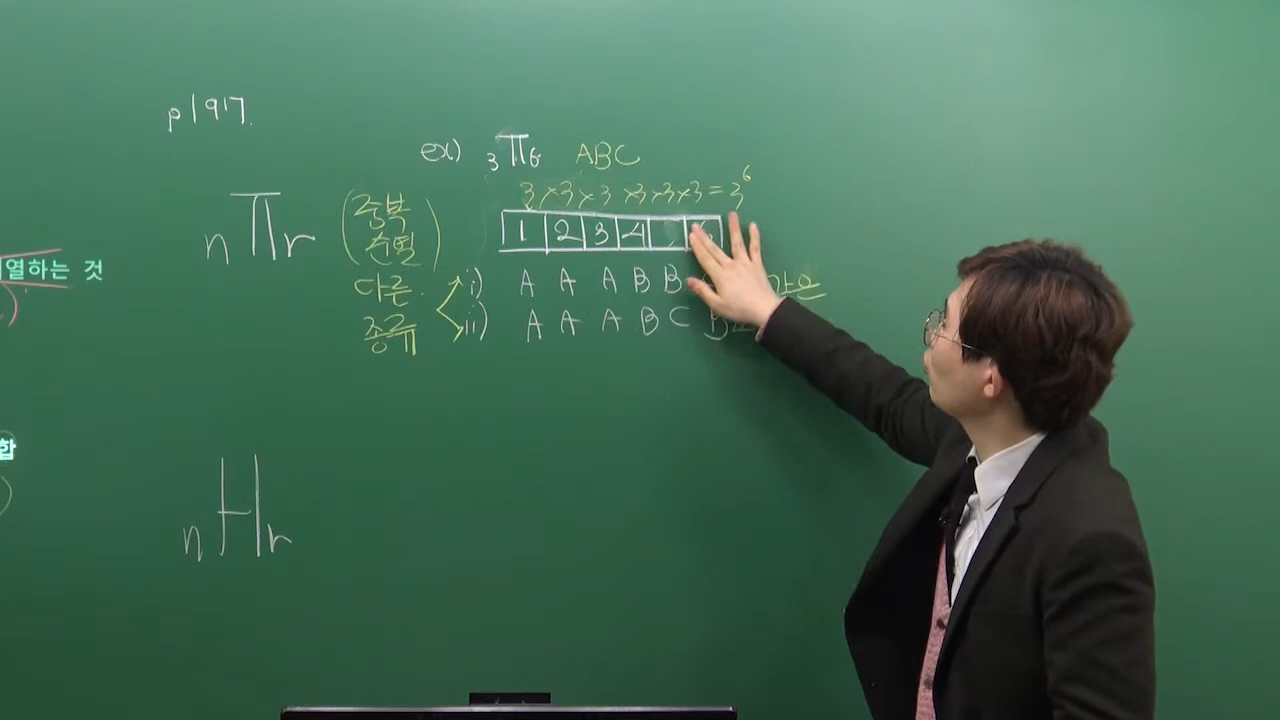 p1917.
ex) ₃Π₆ ABC
3×3×3×3×3×3=3⁶
1 2 3 4
nΠr (중복순열)
다른 종류
i) A A A B B
ii) A A A B C B
열하는 것
합
nHr